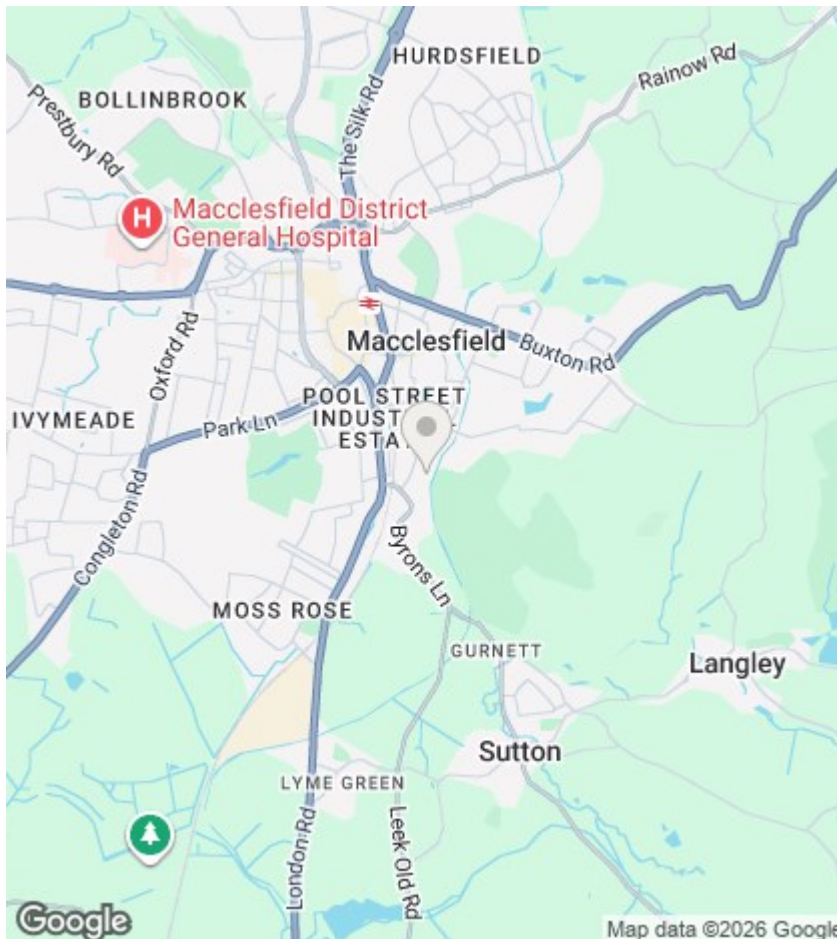 HURDSFIELD
Rainow Rd
BOLLINBROOK
Prestbury Rd
The Silk Rd
H
Macclesfield District
General Hospital
Macclesfield
Oxford Rd
Buxton Rd
POOL STREET
IVYMEADE
Park Ln
Congleton Rd
Byrons Ln
MOSS ROSE
GURNETT
Langley
Sutton
LYME GREEN
London Rd
Leek Old Rd
Google
Map data ©2026 Google